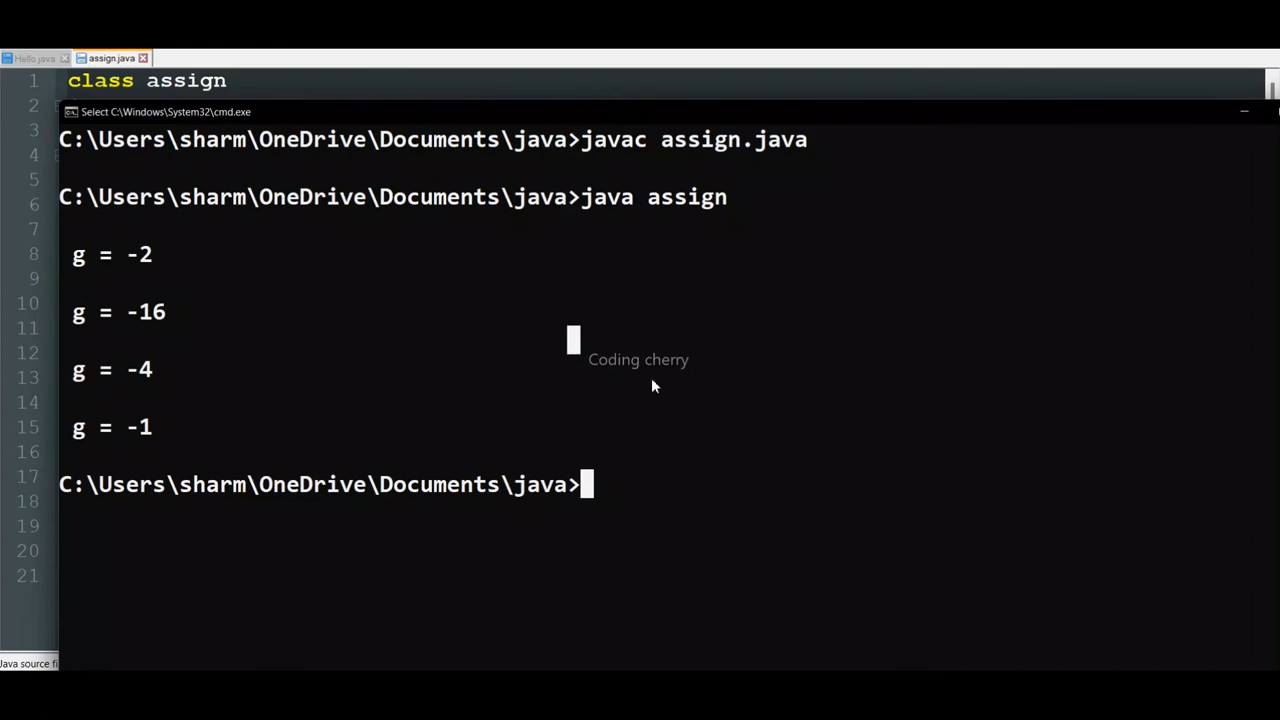 Hello.java assign.java
1 class assign
2
Select C:\Windows\System32\cmd.exe
3
C:\Users\sharm\OneDrive\Documents\java>javac assign.java
4
5
6
C:\Users\sharm\OneDrive\Documents\java>java assign
7
8
g = -2
9
10
g = -16
11
12
Coding cherry
13
g = -4
14
15
g = -1
16
17
C:\Users\sharm\OneDrive\Documents\java>
18
19
20
21
Java source fi